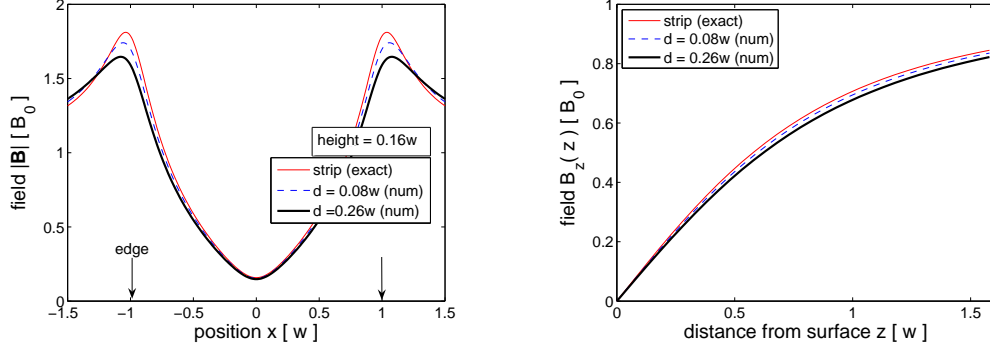 2
1.5
1
0.5
0
field |B| [ B_0 ]
height = 0.16w
strip (exact)
d = 0.08w (num)
d =0.26w (num)
edge
−1.5 −1 −0.5 0 0.5 1 1.5
position x [ w ]
1
0.8
0.6
0.4
0.2
0
field B_z( z ) [ B_0 ]
strip (exact)
d = 0.08w (num)
d = 0.26w (num)
0 0.5 1 1.5
distance from surface z [ w ]